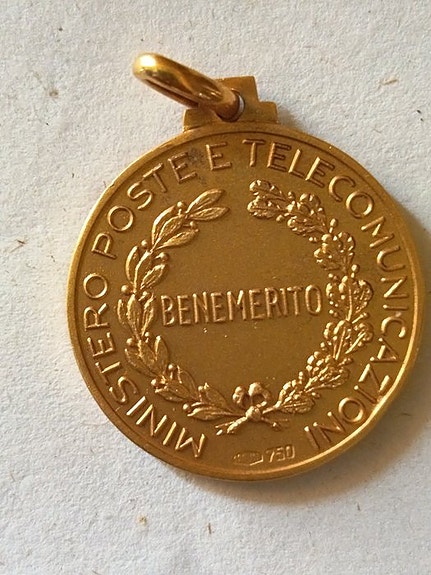 MINISTERO POSTE E TELECOMUNICAZIONI
BENEMERITO
750